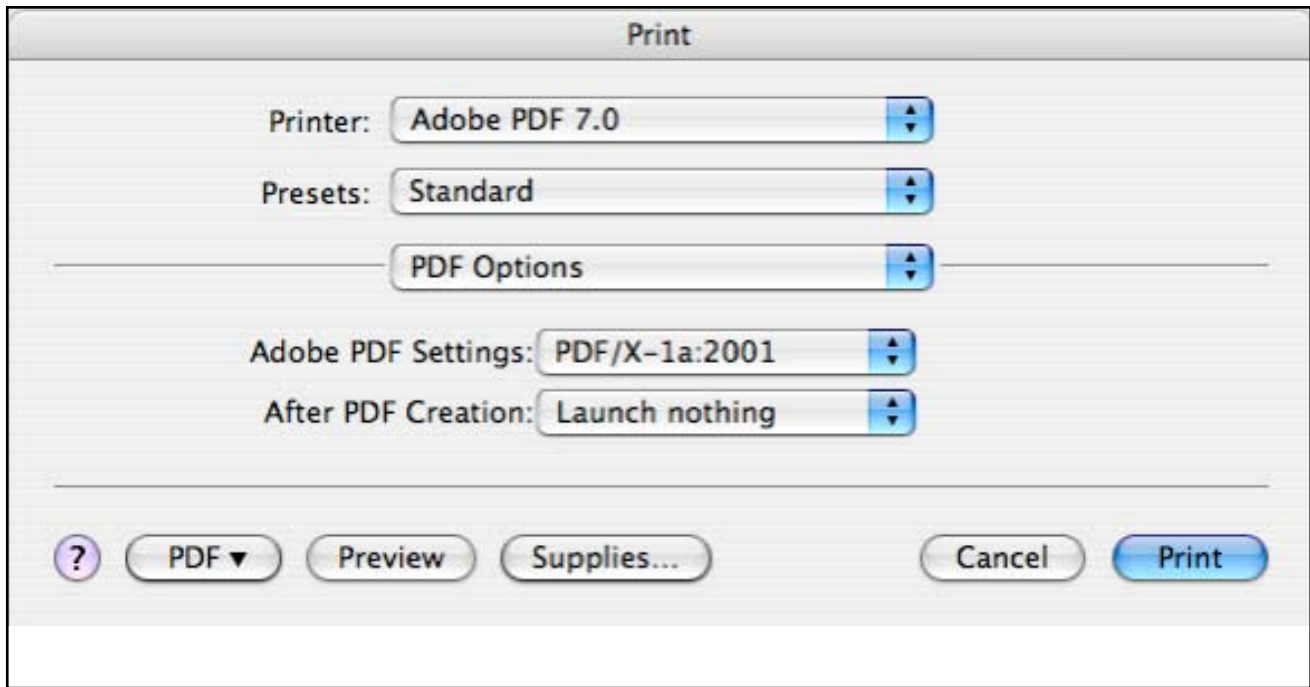 Print
Printer: Adobe PDF 7.0
Presets: Standard
PDF Options
Adobe PDF Settings: PDF/X-1a:2001
After PDF Creation: Launch nothing
? PDF▼ Preview Supplies... Cancel Print